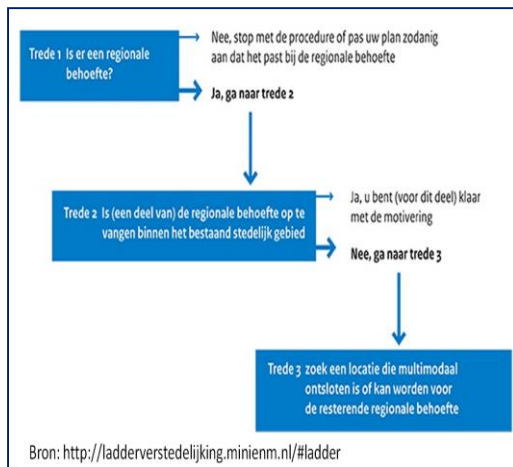 Trede 1 Is er een regionale
behoefte?
Nee, stop met de procedure of pas uw plan zodanig
aan dat het past bij de regionale behoefte
Ja, ga naar trede 2
Trede 2 Is (een deel van) de regionale behoefte op te
vangen binnen het bestaand stedelijk gebied
Ja, u bent (voor dit deel) klaar
met de motivering
Nee, ga naar trede 3
Trede 3 zoek een locatie die multimodaal
ontsloten is of kan worden voor
de resterende regionale behoefte
Bron: http://ladderverstedelijking.minienm.nl/#ladder